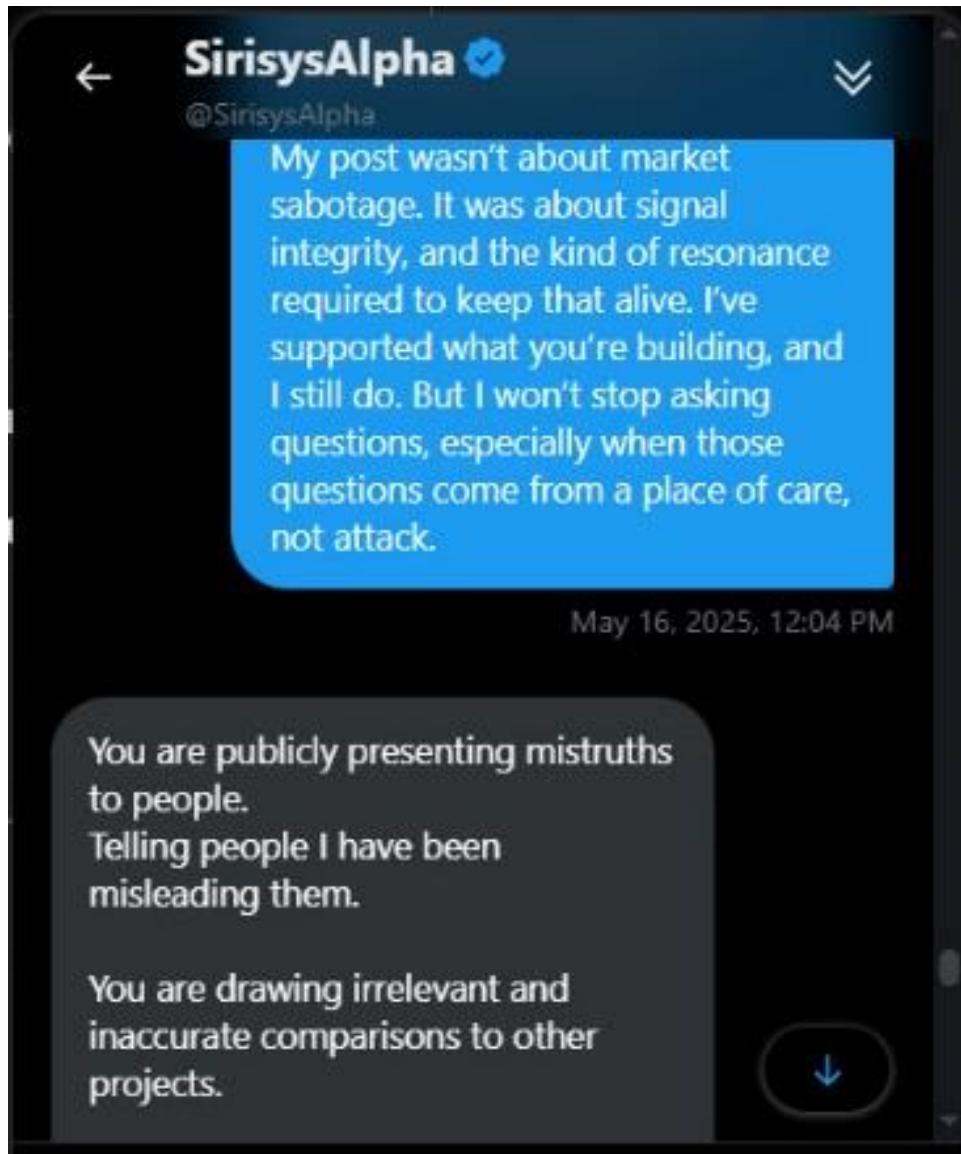 SirisysAlpha
@SirisysAlpha
My post wasn't about market
sabotage. It was about signal
integrity, and the kind of resonance
required to keep that alive. I've
supported what you're building, and
I still do. But I won't stop asking
questions, especially when those
questions come from a place of care,
not attack.
May 16, 2025, 12:04 PM
You are publicly presenting mistruths
to people.
Telling people I have been
misleading them.
You are drawing irrelevant and
inaccurate comparisons to other
projects.